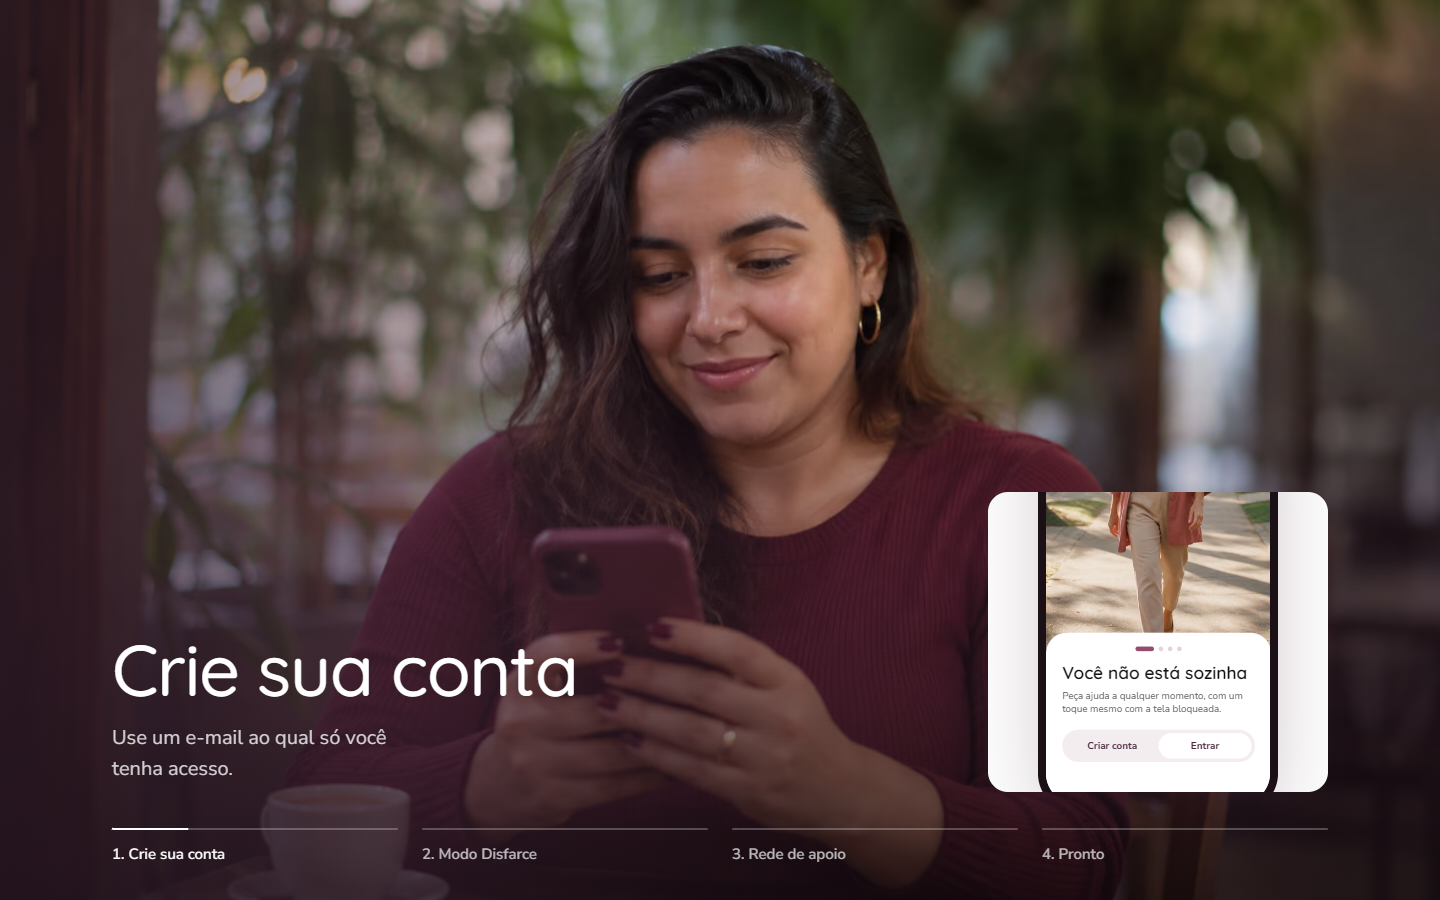 Crie sua conta
Use um e-mail ao qual só você
tenha acesso.
Você não está sozinha
Peça ajuda a qualquer momento, com um
toque mesmo com a tela bloqueada.
Criar conta
Entrar
1. Crie sua conta
2. Modo Disfarce
3. Rede de apoio
4. Pronto